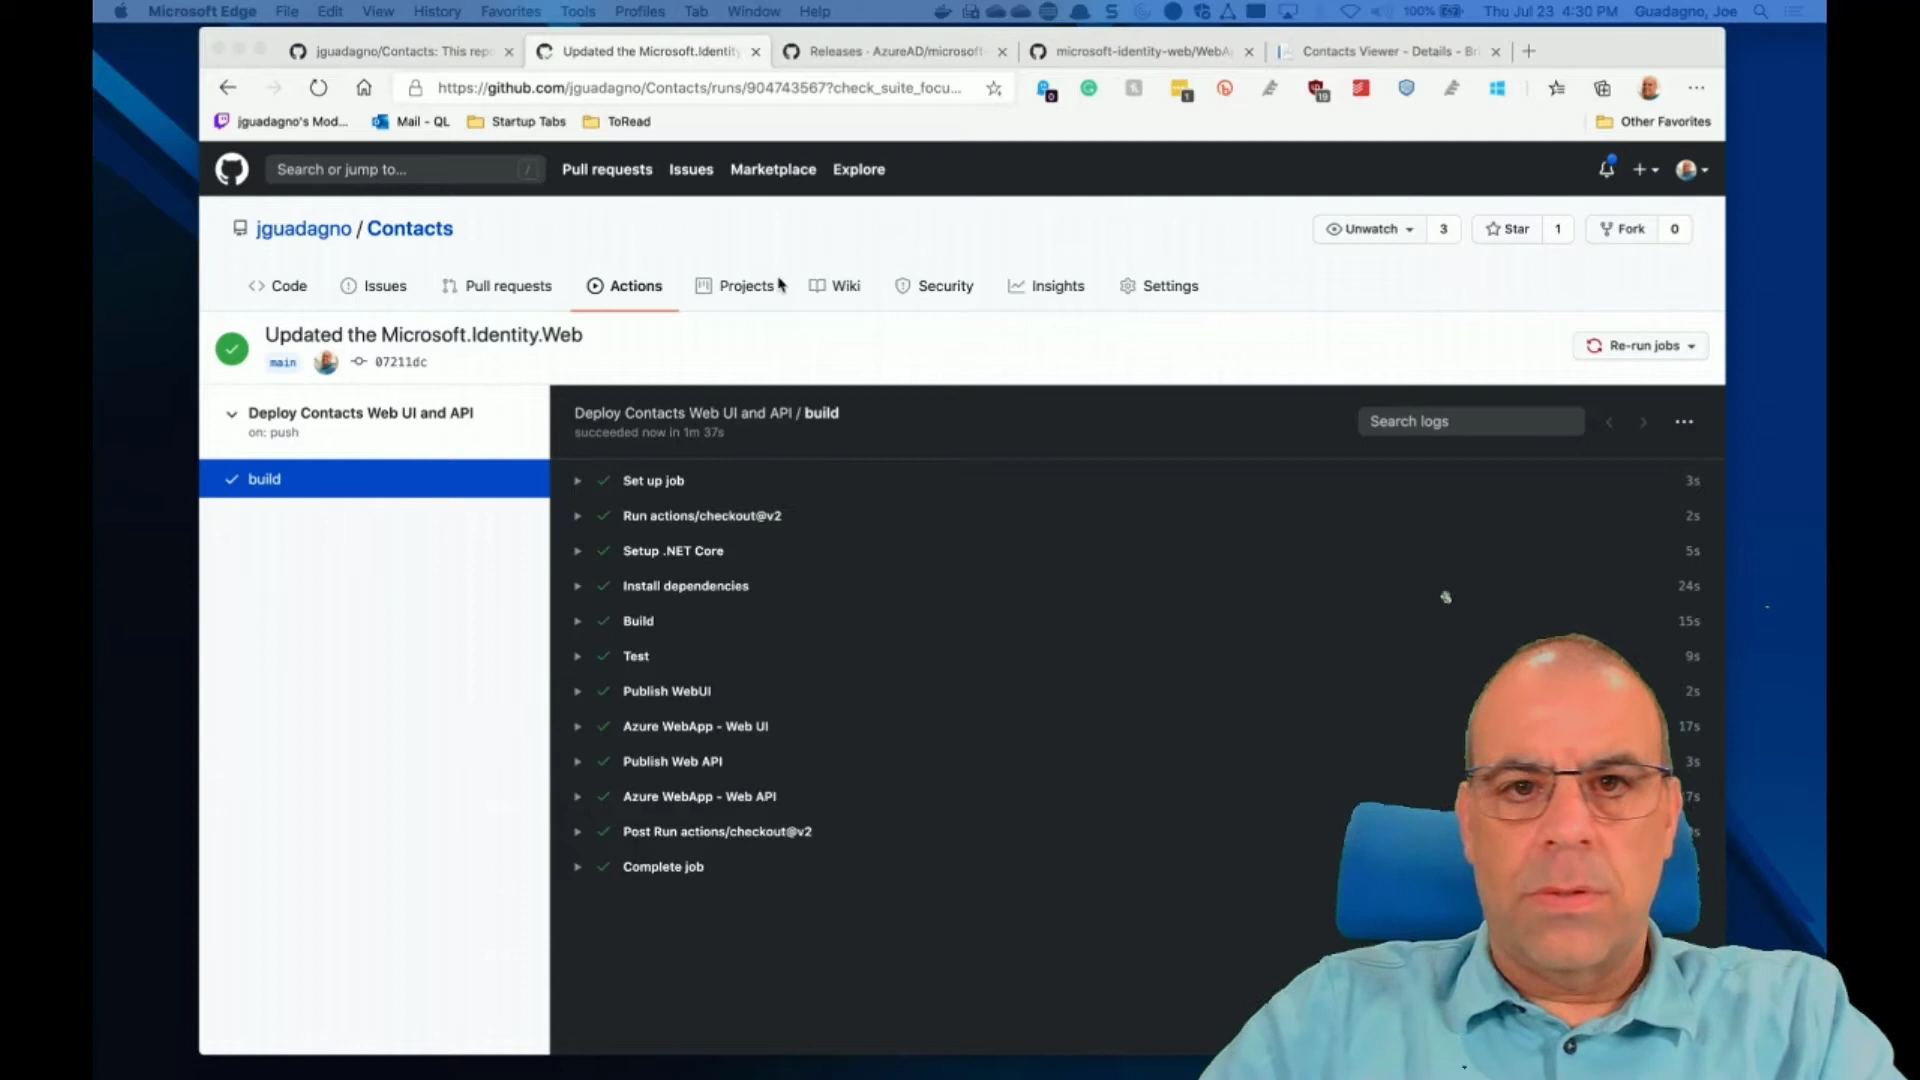 Microsoft Edge File Edit View History Favorites Tools Profiles Tab Window Help 100% Thu Jul 23 4:30 PM Guadagno, Joe
jguadagno/Contacts: This repo Updated the Microsoft.Identity Releases · AzureAD/microsoft- microsoft-identity-web/WebA Contacts Viewer - Details - Bri
https://github.com/jguadagno/Contacts/runs/904743567?check_suite_focu...
jguadagno's Mod... Mail - QL Startup Tabs ToRead Other Favorites
Search or jump to... / Pull requests Issues Marketplace Explore
jguadagno / Contacts Unwatch 3 Star 1 Fork 0
Code Issues Pull requests Actions Projects Wiki Security Insights Settings
Updated the Microsoft.Identity.Web
main 07211dc Re-run jobs
Deploy Contacts Web UI and API
on: push
build
Deploy Contacts Web UI and API / build
succeeded now in 1m 37s
Search logs
Set up job 3s
Run actions/checkout@v2 2s
Setup .NET Core 5s
Install dependencies 24s
Build 15s
Test 9s
Publish WebUI 2s
Azure WebApp - Web UI 17s
Publish Web API 3s
Azure WebApp - Web API 7s
Post Run actions/checkout@v2
Complete job